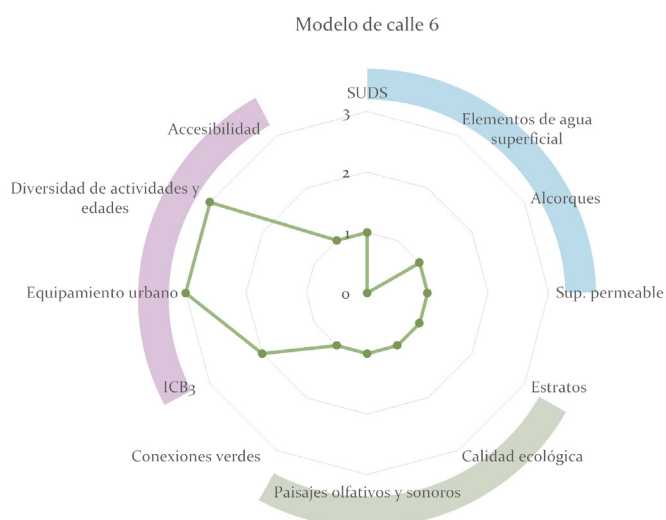 Modelo de calle 6
SUDS
Elementos de agua
superficial
Alcorques
Sup. permeable
Estratos
Calidad ecológica
Paisajes olfativos y sonoros
Conexiones verdes
ICB3
Equipamiento urbano
Diversidad de actividades y
edades
Accesibilidad
3
2
1
0